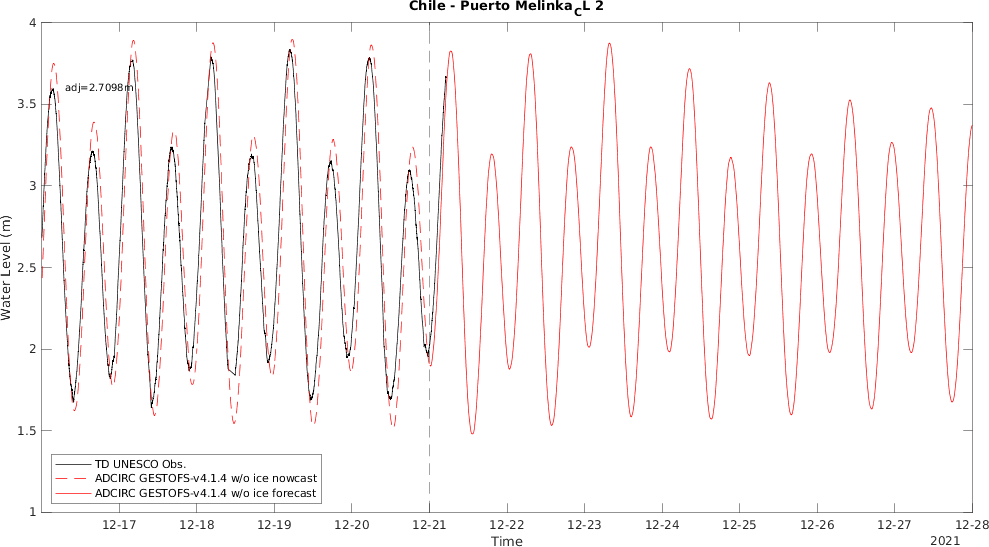 Chile - Puerto Melinka_CL 2
4
3.5
3
2.5
2
1.5
1
Water Level (m)
adj=2.7098m
TD UNESCO Obs.
ADCIRC GESTOFS-v4.1.4 w/o ice nowcast
ADCIRC GESTOFS-v4.1.4 w/o ice forecast
12-17 12-18 12-19 12-20 12-21 12-22 12-23 12-24 12-25 12-26 12-27 12-28
Time
2021